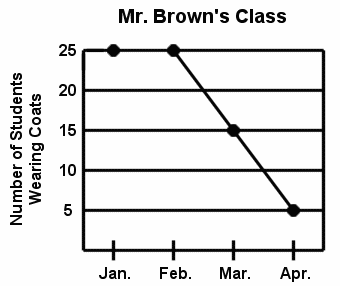 Mr. Brown's Class
Number of Students
Wearing Coats
25
20
15
10
5
Jan. Feb. Mar. Apr.